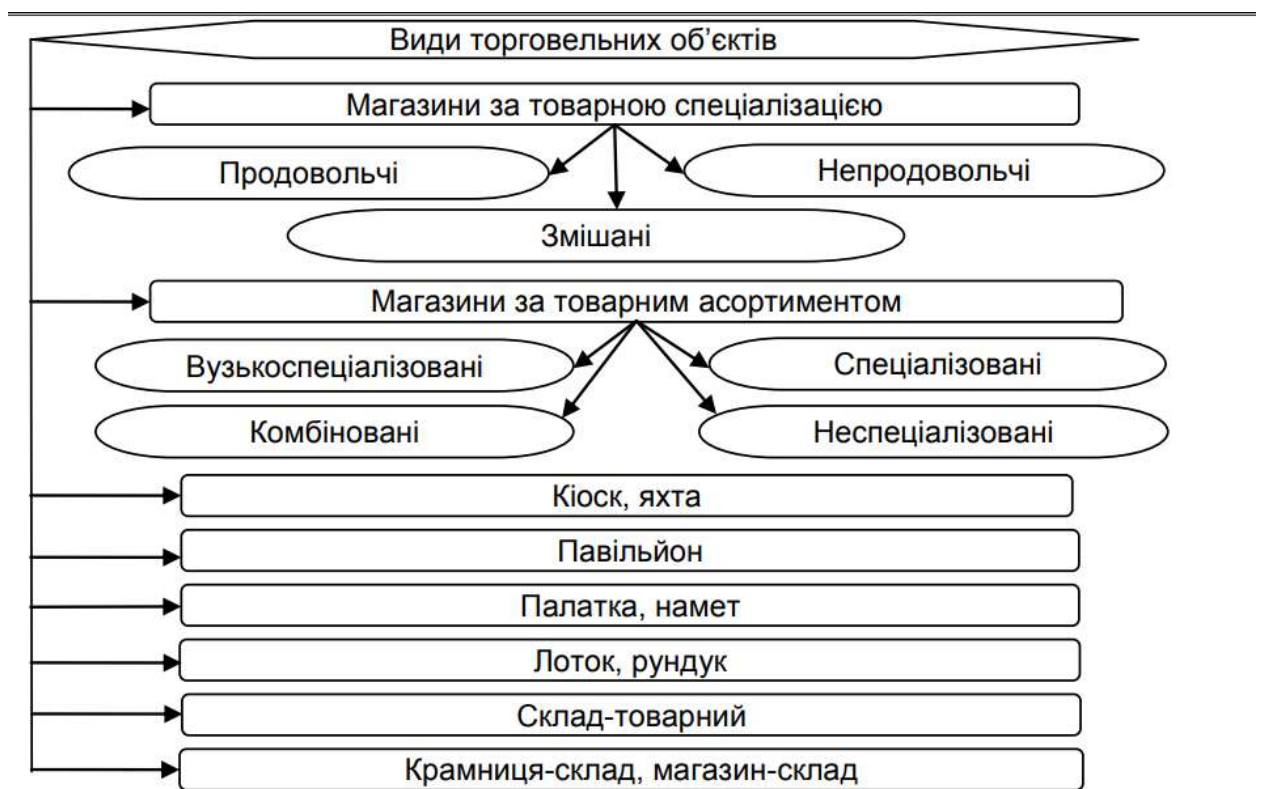 Види торговельних об’єктів
Магазини за товарною спеціалізацією
Продовольчі
Непродовольчі
Змішані
Магазини за товарним асортиментом
Вузькоспеціалізовані
Спеціалізовані
Комбіновані
Неспеціалізовані
Кіоск, яхта
Павільйон
Палатка, намет
Лоток, рундук
Склад-товарний
Крамниця-склад, магазин-склад